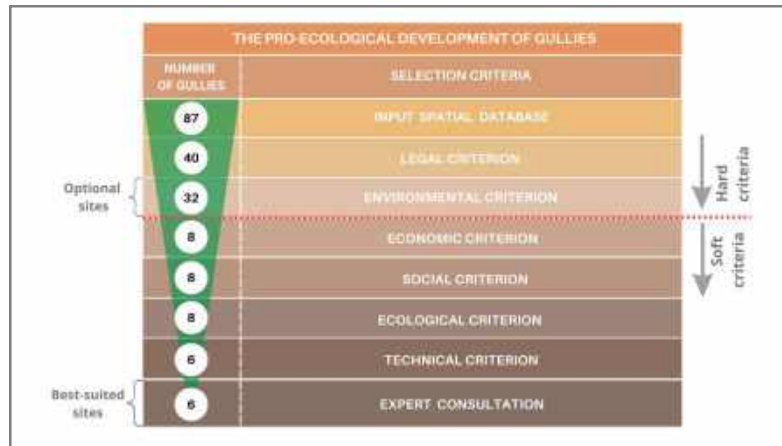 THE PRO-ECOLOGICAL DEVELOPMENT OF GULLIES
NUMBER
OF GULLIES
SELECTION CRITERIA
87
INPUT SPATIAL DATABASE
40
LEGAL CRITERION
Optional
sites
32
ENVIRONMENTAL CRITERION
Hard
criteria
8
ECONOMIC CRITERION
8
SOCIAL CRITERION
Soft
criteria
8
ECOLOGICAL CRITERION
6
TECHNICAL CRITERION
Best-suited
sites
6
EXPERT CONSULTATION